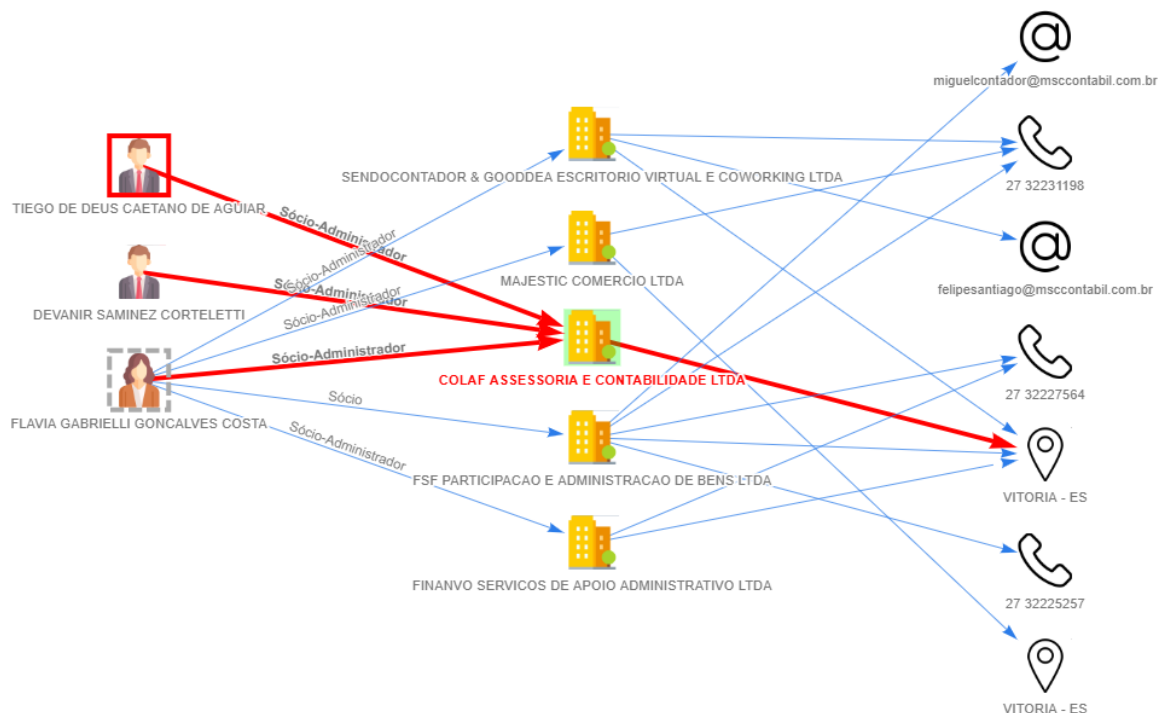 miguelcontador@msccontabil.com.br
SENDOCONTADOR & GOODDEA ESCRITORIO VIRTUAL E COWORKING LTDA
27 32231198
TIEGO DE DEUS CAETANO DE AGUIAR
Sócio-Administrador
Sócio-Administrador
MAJESTIC COMERCIO LTDA
felipesantiago@msccontabil.com.br
DEVANIR SAMINEZ CORTELETTI
Sócio-Administrador
Sócio-Administrador
Sócio-Administrador
COLAF ASSESSORIA E CONTABILIDADE LTDA
27 32227564
FLAVIA GABRIELLI GONCALVES COSTA
Sócio
Sócio-Administrador
FSF PARTICIPACAO E ADMINISTRACAO DE BENS LTDA
VITORIA - ES
FINANVO SERVICOS DE APOIO ADMINISTRATIVO LTDA
27 32225257
VITORIA - ES